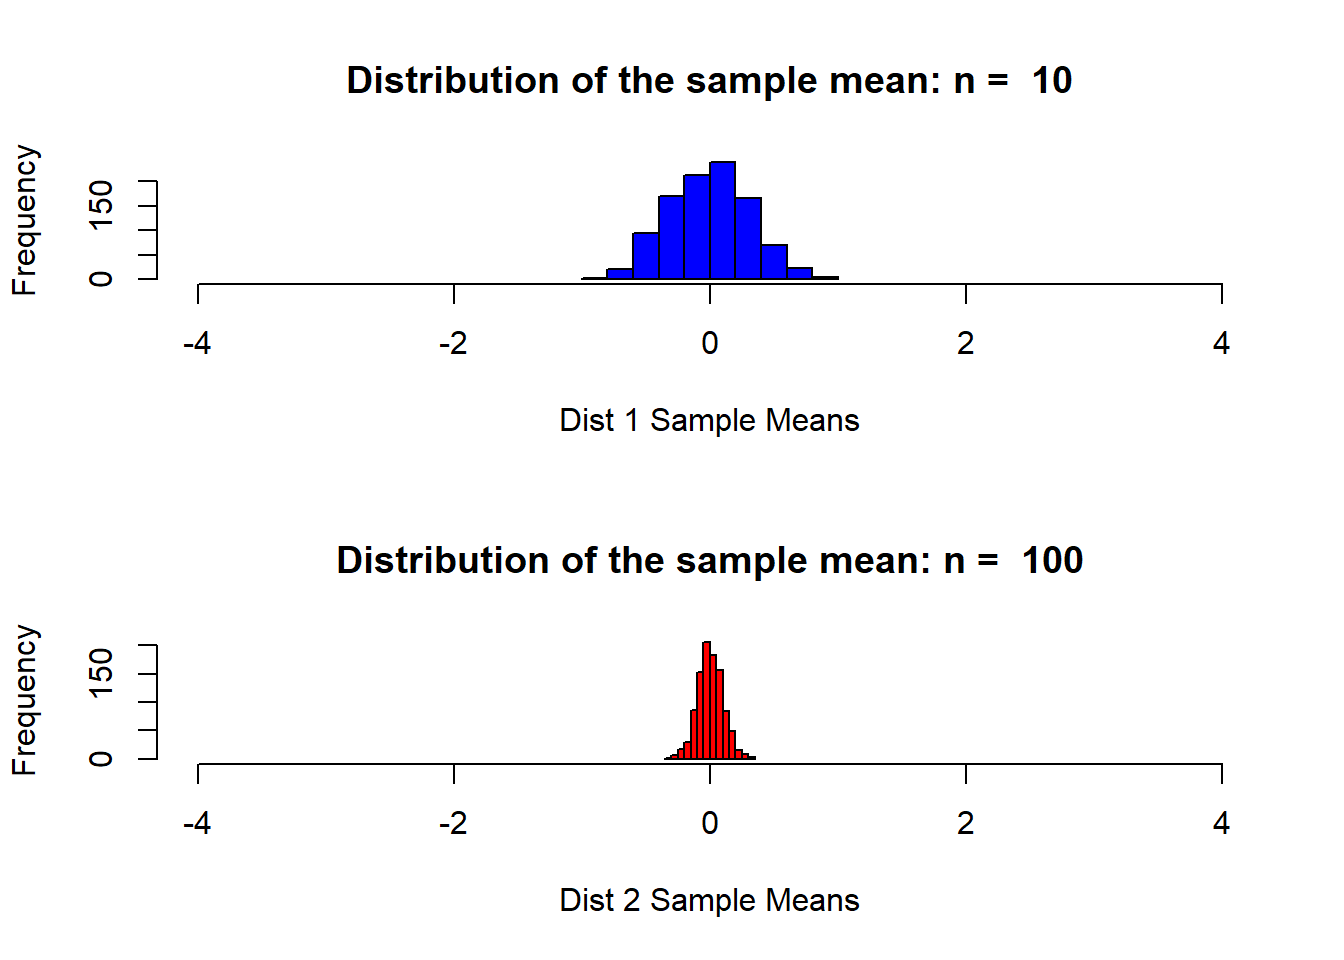 Distribution of the sample mean: n =  10
Frequency
150
0
-4 -2 0 2 4
Dist 1 Sample Means
Distribution of the sample mean: n =  100
Frequency
150
0
-4 -2 0 2 4
Dist 2 Sample Means